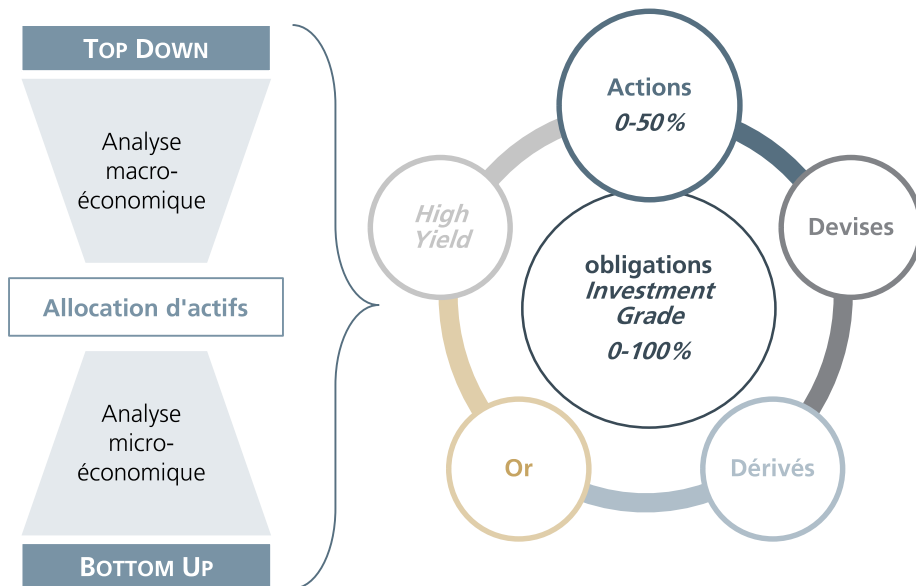 TOP DOWN
Analyse
macro-
économique
Allocation d'actifs
Analyse
micro-
économique
BOTTOM UP
Actions
0-50%
High
Yield
Devises
obligations
Investment
Grade
0-100%
Or
Dérivés